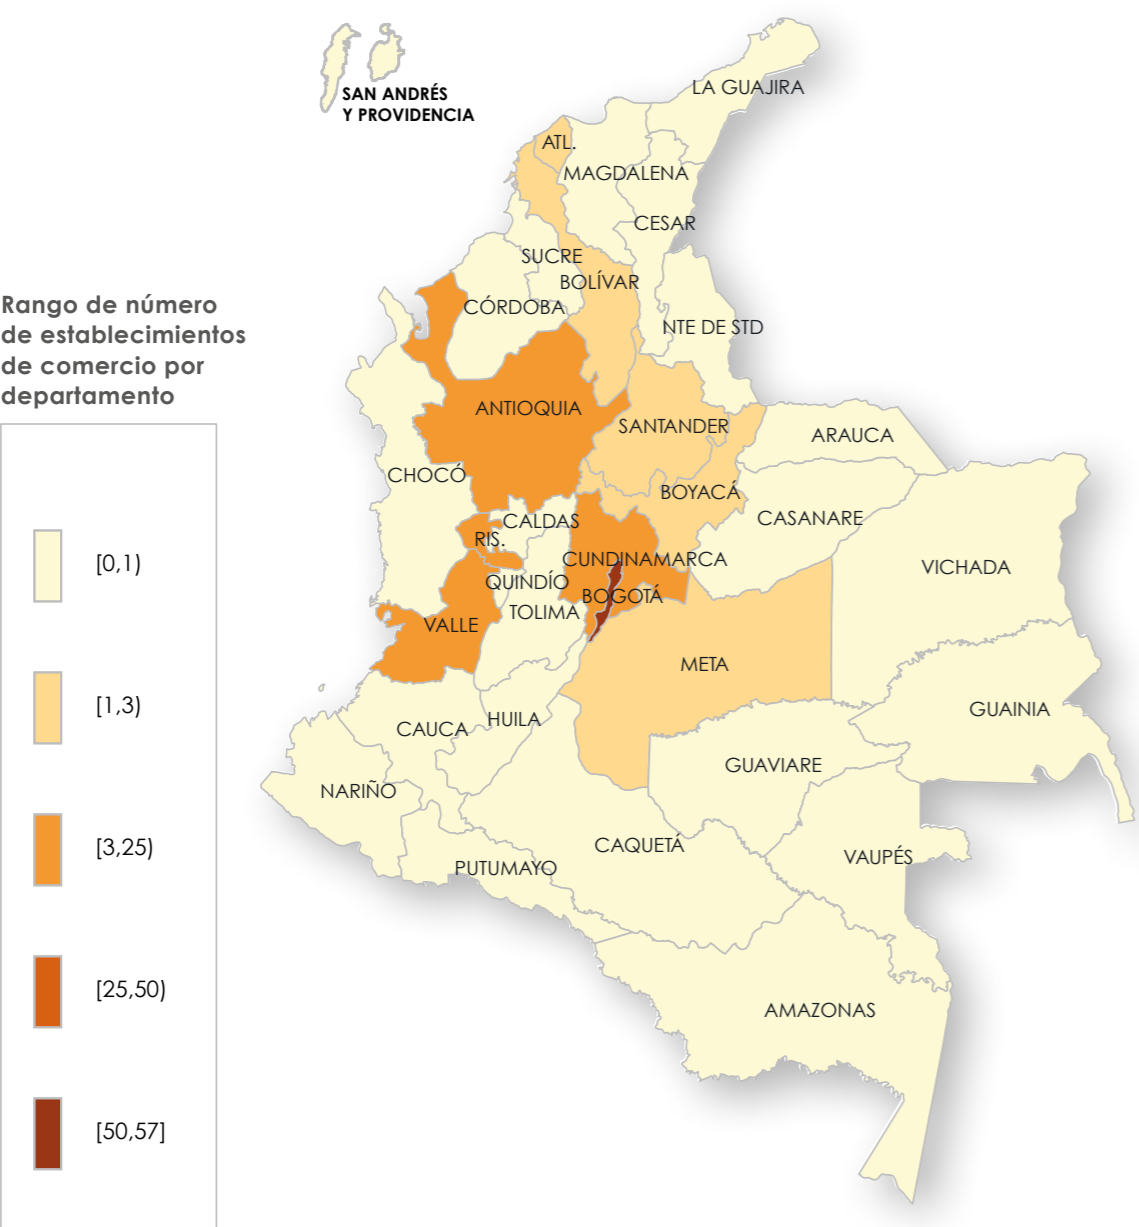 SAN ANDRÉS
Y PROVIDENCIA
LA GUAJIRA
ATL.
MAGDALENA
CESAR
SUCRE
BOLÍVAR
CÓRDOBA
NTE DE STD
Rango de número
de establecimientos
de comercio por
departamento
ANTIOQUIA
SANTANDER
ARAUCA
CHOCÓ
BOYACÁ
CASANARE
CALDAS
RIS.
CUNDINAMARCA
VICHADA
[0,1)
QUINDÍO
BOGOTÁ
TOLIMA
VALLE
META
[1,3)
GUAINIA
HUILA
CAUCA
GUAVIARE
NARIÑO
[3,25)
CAQUETÁ
VAUPÉS
PUTUMAYO
[25,50)
AMAZONAS
[50,57]